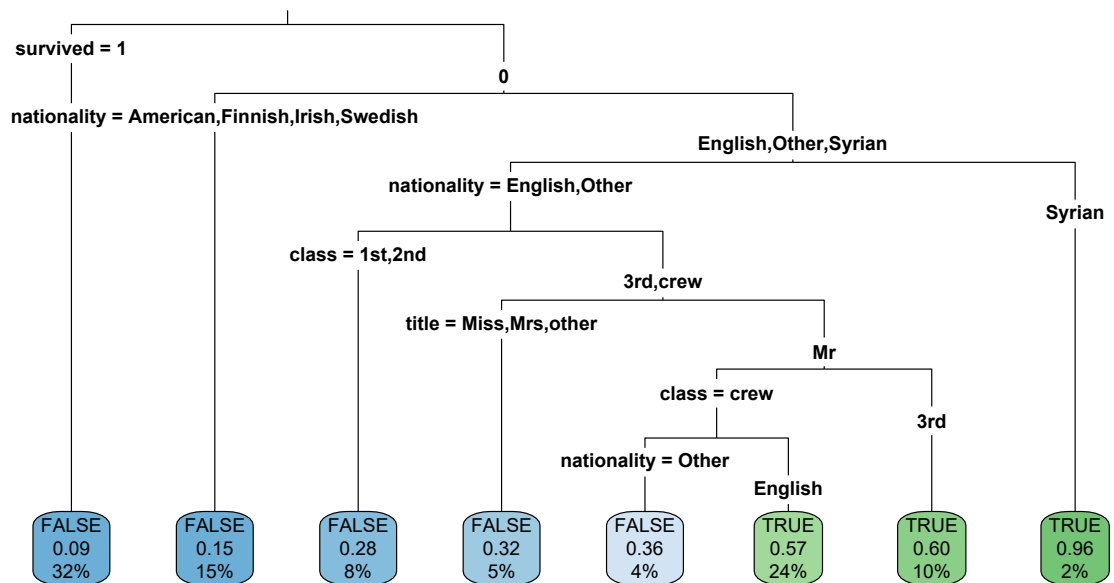 survived = 1
0
nationality = American,Finnish,Irish,Swedish
English,Other,Syrian
nationality = English,Other
Syrian
class = 1st,2nd
3rd,crew
title = Miss,Mrs,other
Mr
class = crew
3rd
nationality = Other
English
FALSE
0.09
32%
FALSE
0.15
15%
FALSE
0.28
8%
FALSE
0.32
5%
FALSE
0.36
4%
TRUE
0.57
24%
TRUE
0.60
10%
TRUE
0.96
2%